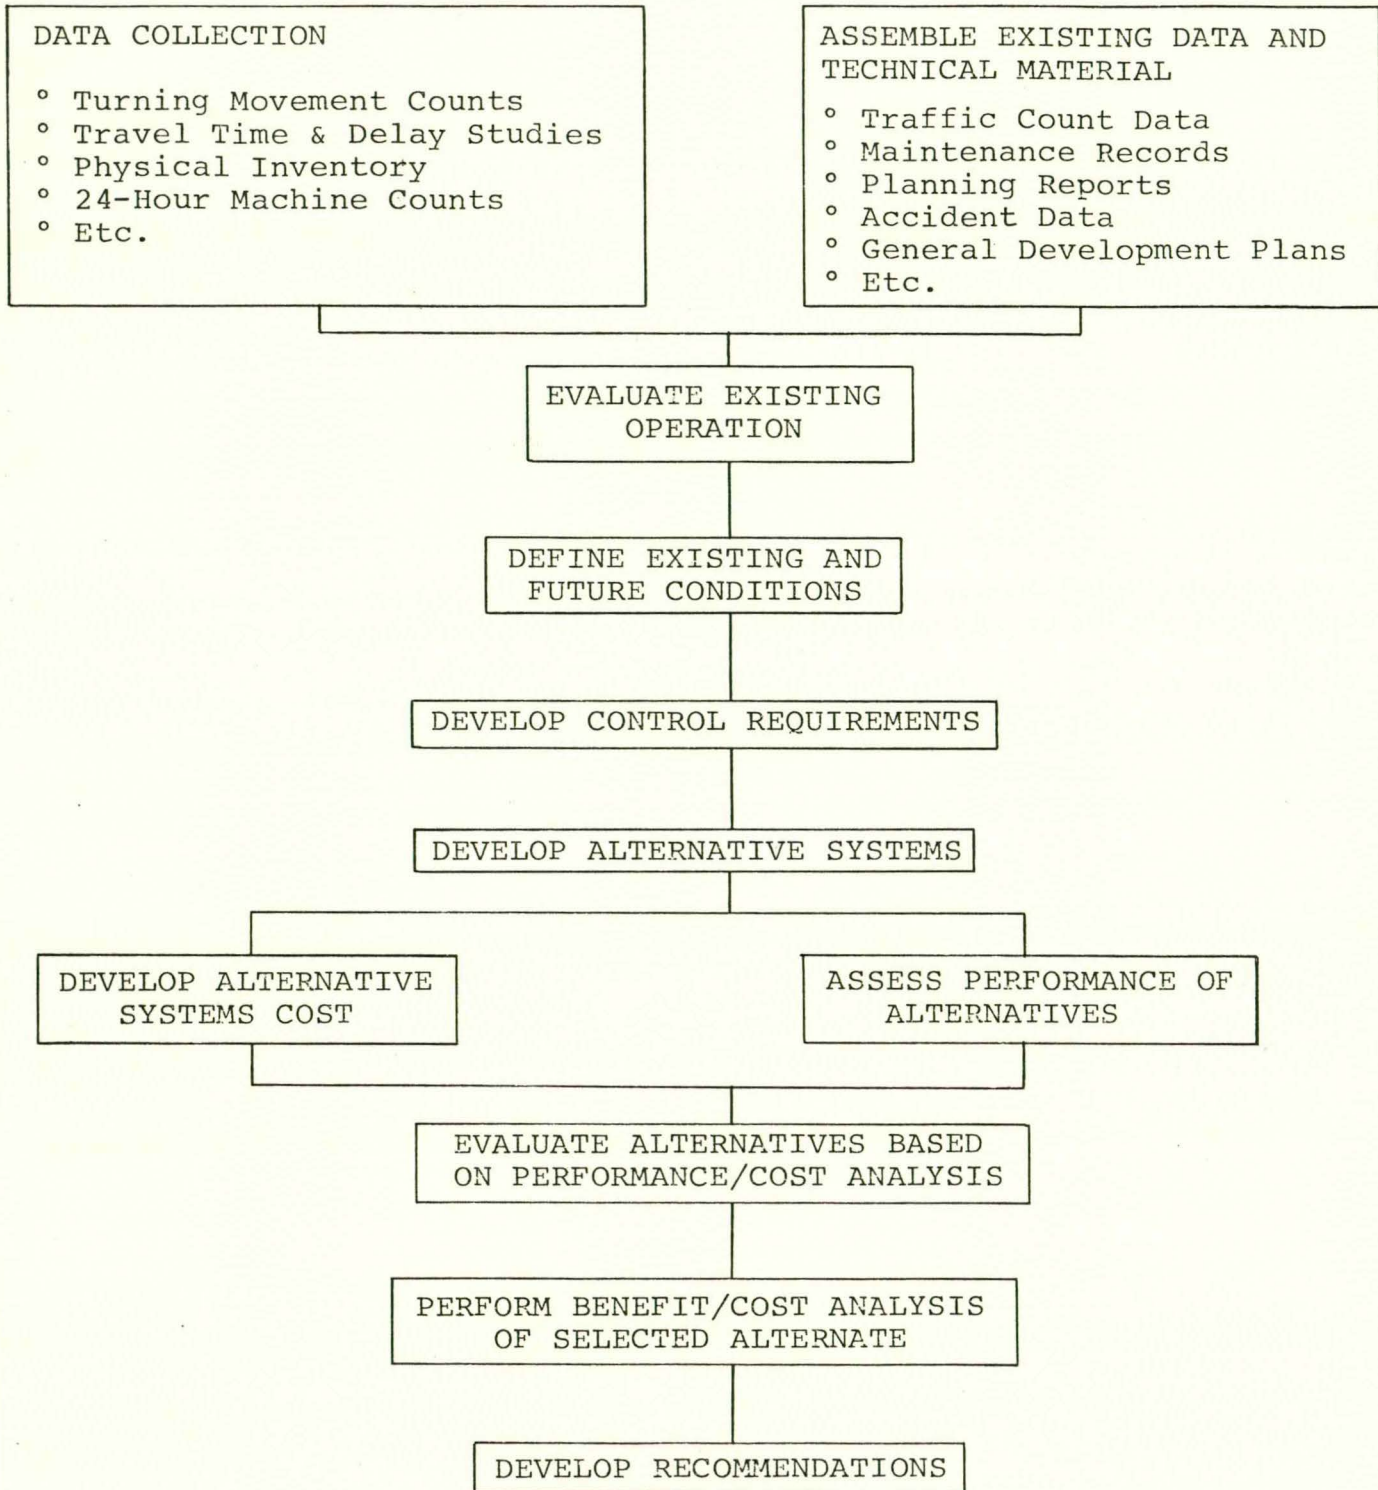 DATA COLLECTION
° Turning Movement Counts
° Travel Time & Delay Studies
° Physical Inventory
° 24-Hour Machine Counts
° Etc.
ASSEMBLE EXISTING DATA AND
TECHNICAL MATERIAL
° Traffic Count Data
° Maintenance Records
° Planning Reports
° Accident Data
° General Development Plans
° Etc.
EVALUATE EXISTING
OPERATION
DEFINE EXISTING AND
FUTURE CONDITIONS
DEVELOP CONTROL REQUIREMENTS
DEVELOP ALTERNATIVE SYSTEMS
DEVELOP ALTERNATIVE
SYSTEMS COST
ASSESS PERFORMANCE OF
ALTERNATIVES
EVALUATE ALTERNATIVES BASED
ON PERFORMANCE/COST ANALYSIS
PERFORM BENEFIT/COST ANALYSIS
OF SELECTED ALTERNATE
DEVELOP RECOMMENDATIONS